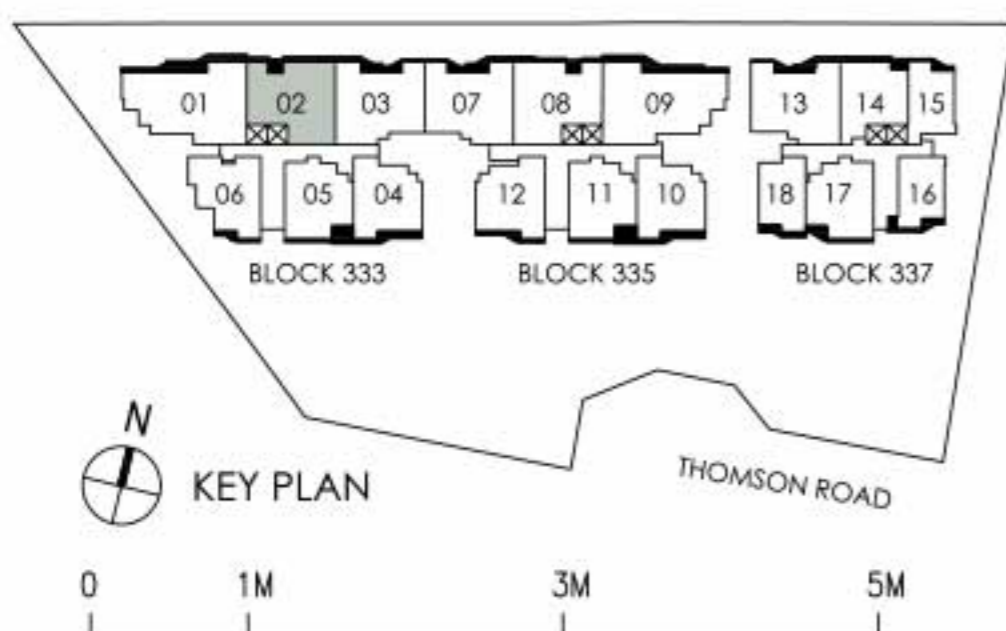 01 02 03 07 08 09 13 14 15
06 05 04 12 11 10 18 17 16
BLOCK 333 BLOCK 335 BLOCK 337
N
KEY PLAN
THOMSON ROAD
0 1M 3M 5M